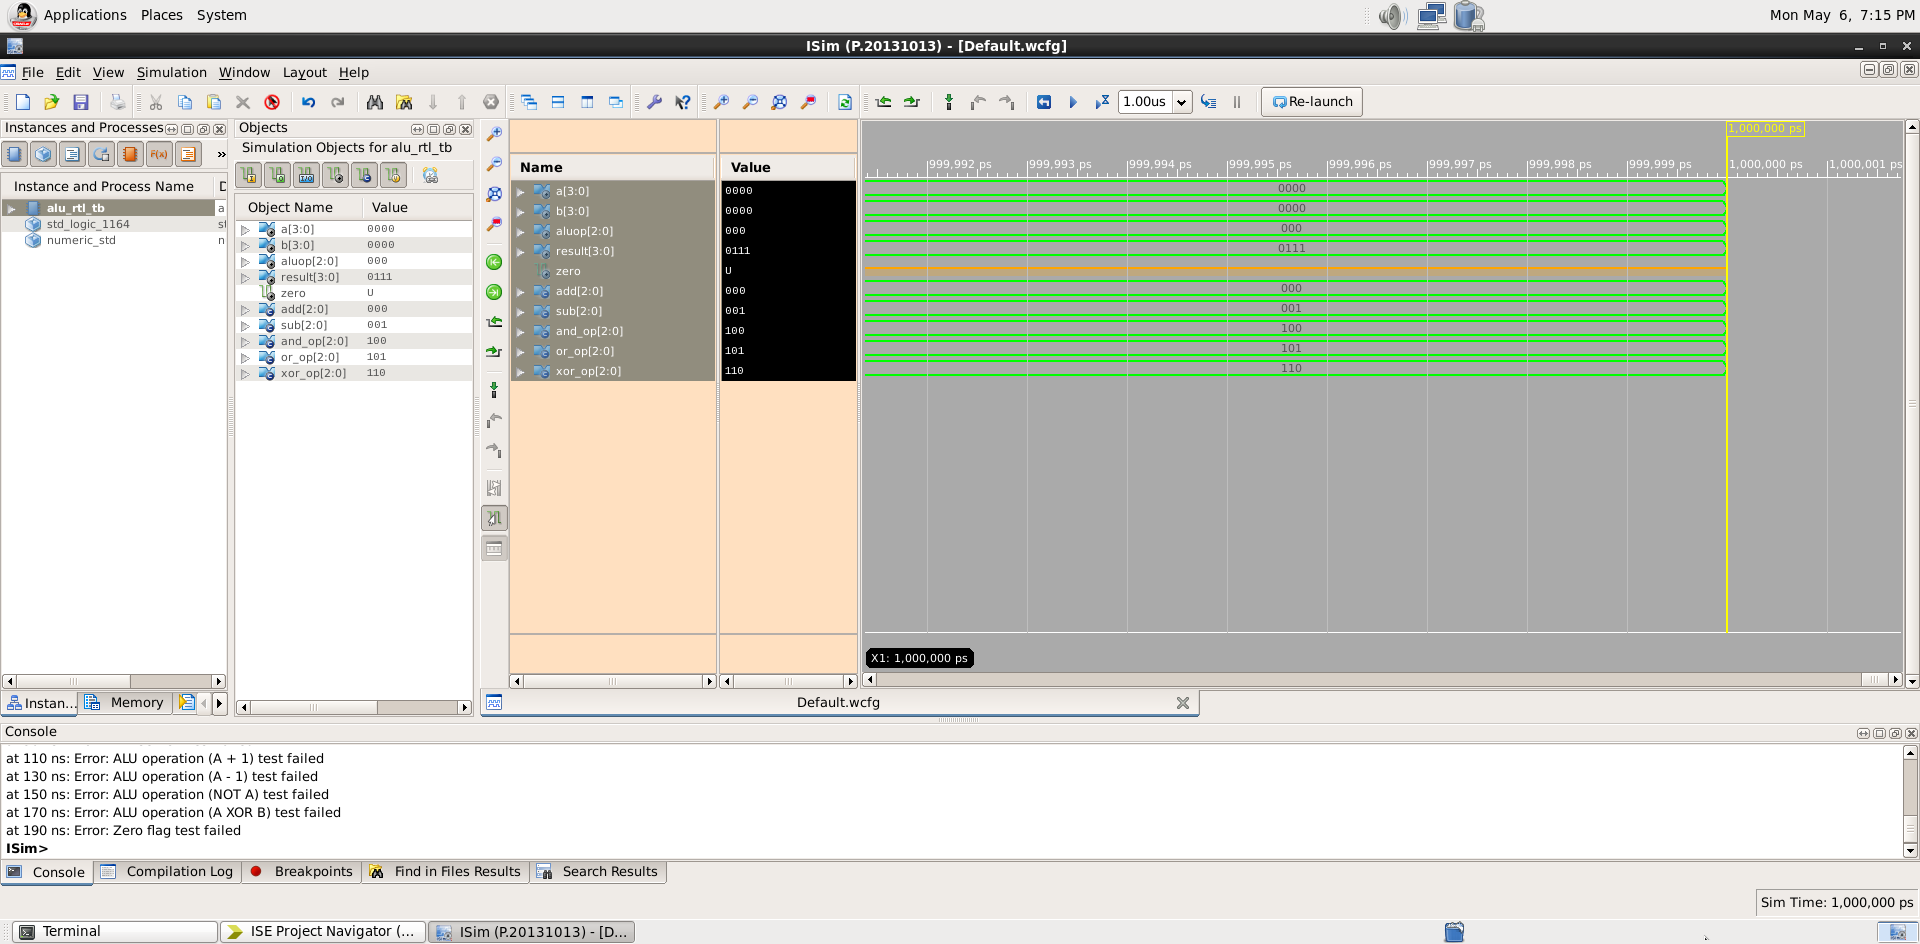 Applications Places System
Mon May 6, 7:15 PM
ISim (P.20131013) - [Default.wcfg]
File Edit View Simulation Window Layout Help
1.00us
Re-launch
Instances and Processes
F(x)
»
Instance and Process Name D
alu_rtl_tb a
std_logic_1164 st
numeric_std n
Instan...
Memory
Objects
Simulation Objects for alu_rtl_tb
Object Name Value
a[3:0] 0000
b[3:0] 0000
aluop[2:0] 000
result[3:0] 0111
zero U
add[2:0] 000
sub[2:0] 001
and_op[2:0] 100
or_op[2:0] 101
xor_op[2:0] 110
Name Value
a[3:0] 0000
b[3:0] 0000
aluop[2:0] 000
result[3:0] 0111
zero U
add[2:0] 000
sub[2:0] 001
and_op[2:0] 100
or_op[2:0] 101
xor_op[2:0] 110
1,000,000 ps
999,992 ps 999,993 ps 999,994 ps 999,995 ps 999,996 ps 999,997 ps 999,998 ps 999,999 ps 1,000,000 ps 1,000,001 ps
0000
0000
000
0111
000
001
100
101
110
X1: 1,000,000 ps
Default.wcfg
Console
at 110 ns: Error: ALU operation (A + 1) test failed
at 130 ns: Error: ALU operation (A - 1) test failed
at 150 ns: Error: ALU operation (NOT A) test failed
at 170 ns: Error: ALU operation (A XOR B) test failed
at 190 ns: Error: Zero flag test failed
ISim>
Console Compilation Log Breakpoints Find in Files Results Search Results
Sim Time: 1,000,000 ps
Terminal
ISE Project Navigator (...
ISim (P.20131013) - [D...